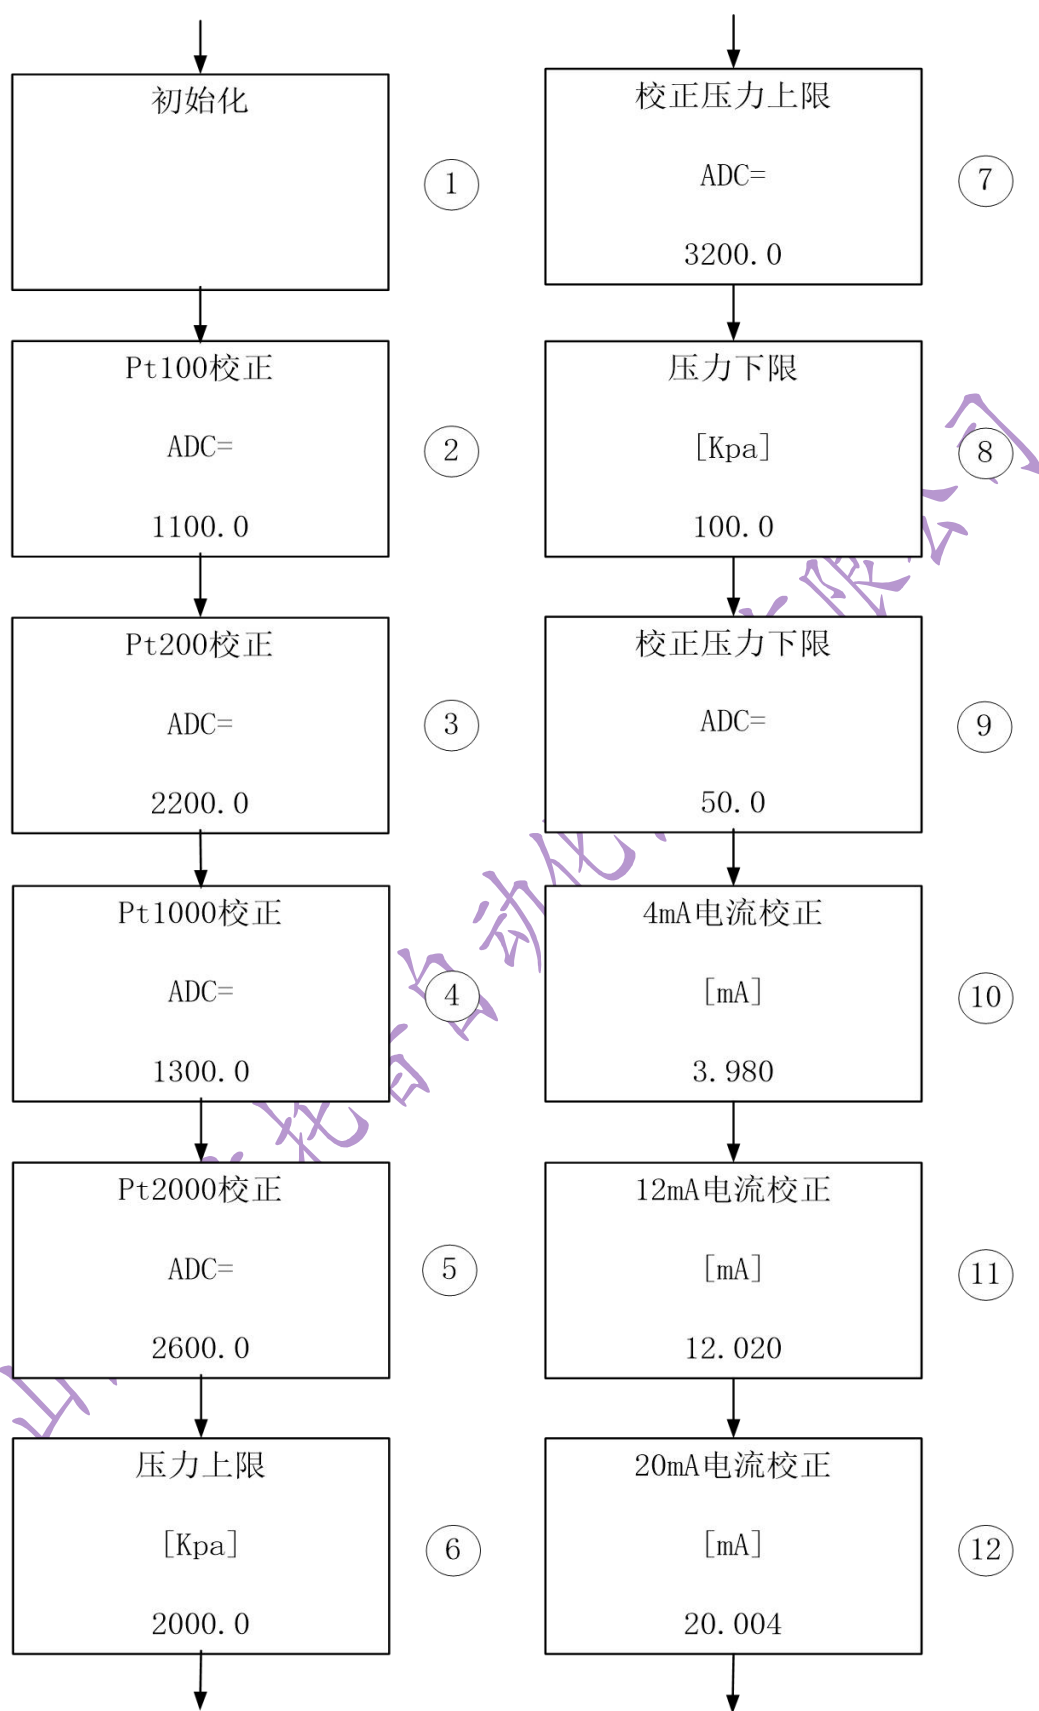 初始化
①
Pt100校正
ADC=
1100.0
②
Pt200校正
ADC=
2200.0
③
Pt1000校正
ADC=
1300.0
④
Pt2000校正
ADC=
2600.0
⑤
压力上限
[Kpa]
2000.0
⑥
校正压力上限
ADC=
3200.0
⑦
压力下限
[Kpa]
100.0
⑧
校正压力下限
ADC=
50.0
⑨
4mA电流校正
[mA]
3.980
⑩
12mA电流校正
[mA]
12.020
⑪
20mA电流校正
[mA]
20.004
⑫